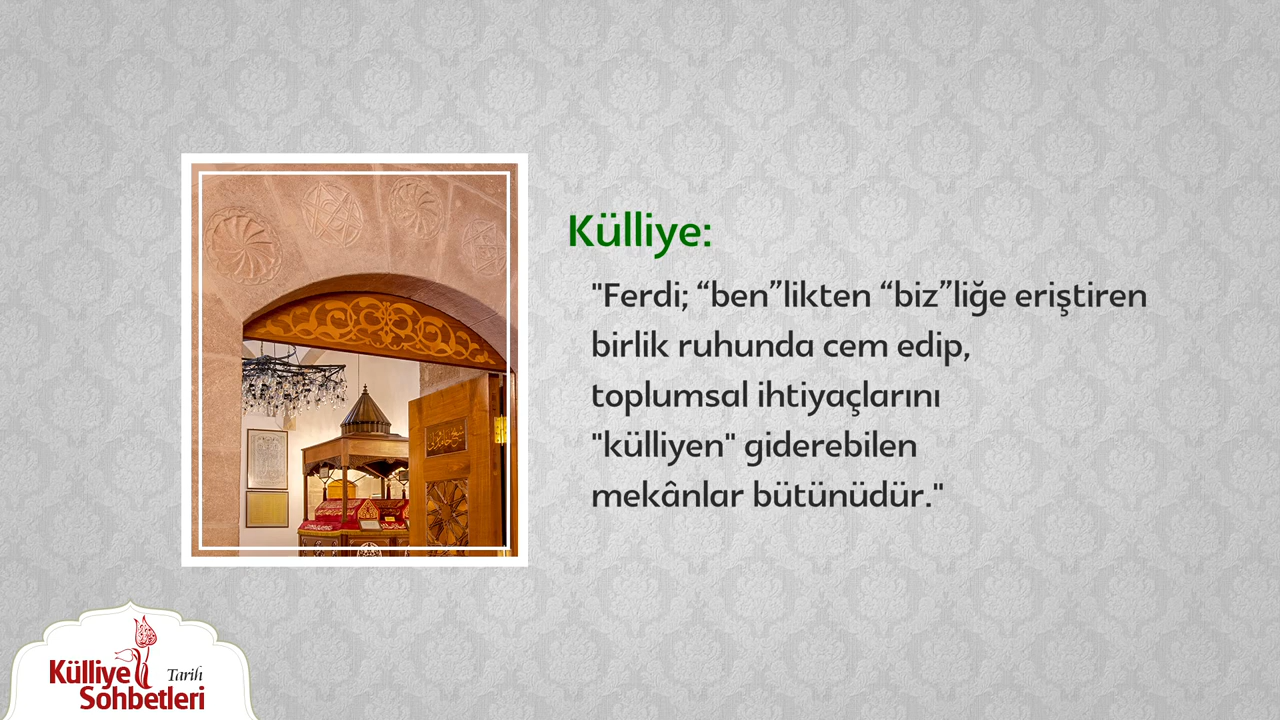 Külliye:
"Ferdi; “ben”likten “biz”liğe eriştiren
birlik ruhunda cem edip,
toplumsal ihtiyaçlarını
"külliyen" giderebilen
mekânlar bütünüdür."
Külliye Tarihi
Sohbetleri